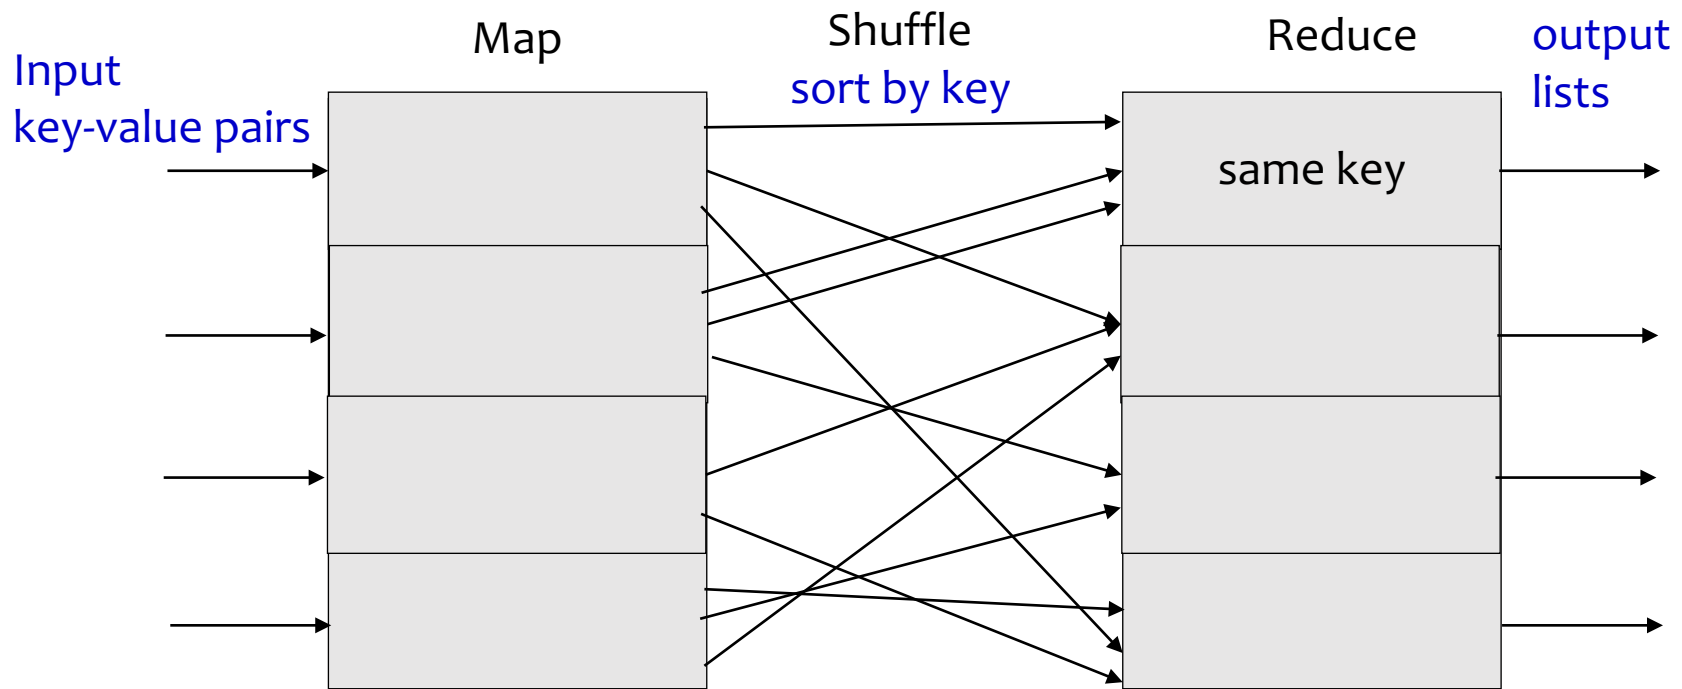 Input
key-value pairs
Map
Shuffle
sort by key
Reduce
output
lists
same key